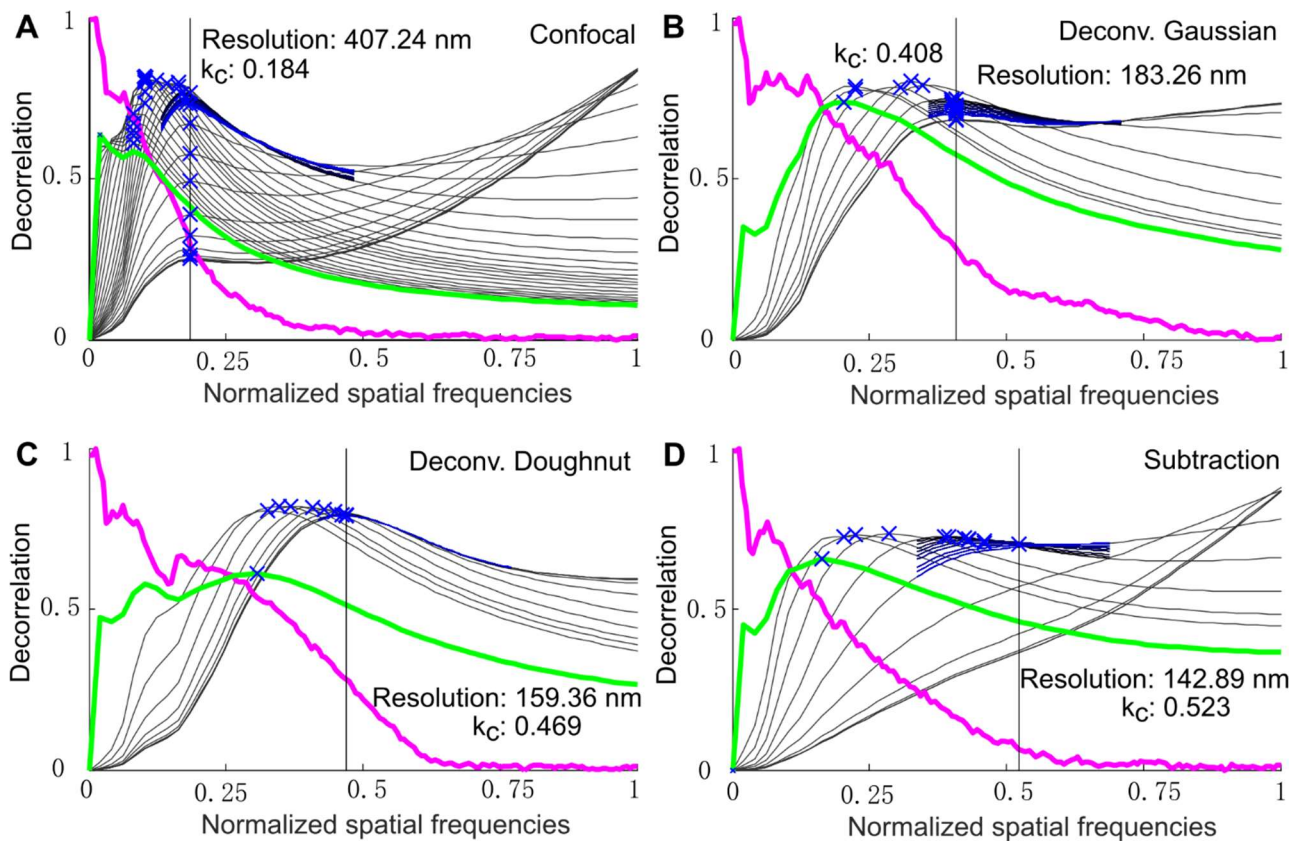 A
Resolution: 407.24 nm
k_C: 0.184
Confocal
1
0.5
0
Decorrelation
0
0.25
0.5
0.75
1
Normalized spatial frequencies
B
Deconv. Gaussian
k_C: 0.408
Resolution: 183.26 nm
1
0.5
0
Decorrelation
0
0.25
0.5
0.75
1
Normalized spatial frequencies
C
Deconv. Doughnut
1
0.5
0
Decorrelation
Resolution: 159.36 nm
k_C: 0.469
0
0.25
0.5
0.75
1
Normalized spatial frequencies
D
Subtraction
1
0.5
0
Decorrelation
Resolution: 142.89 nm
k_C: 0.523
0
0.25
0.5
0.75
1
Normalized spatial frequencies